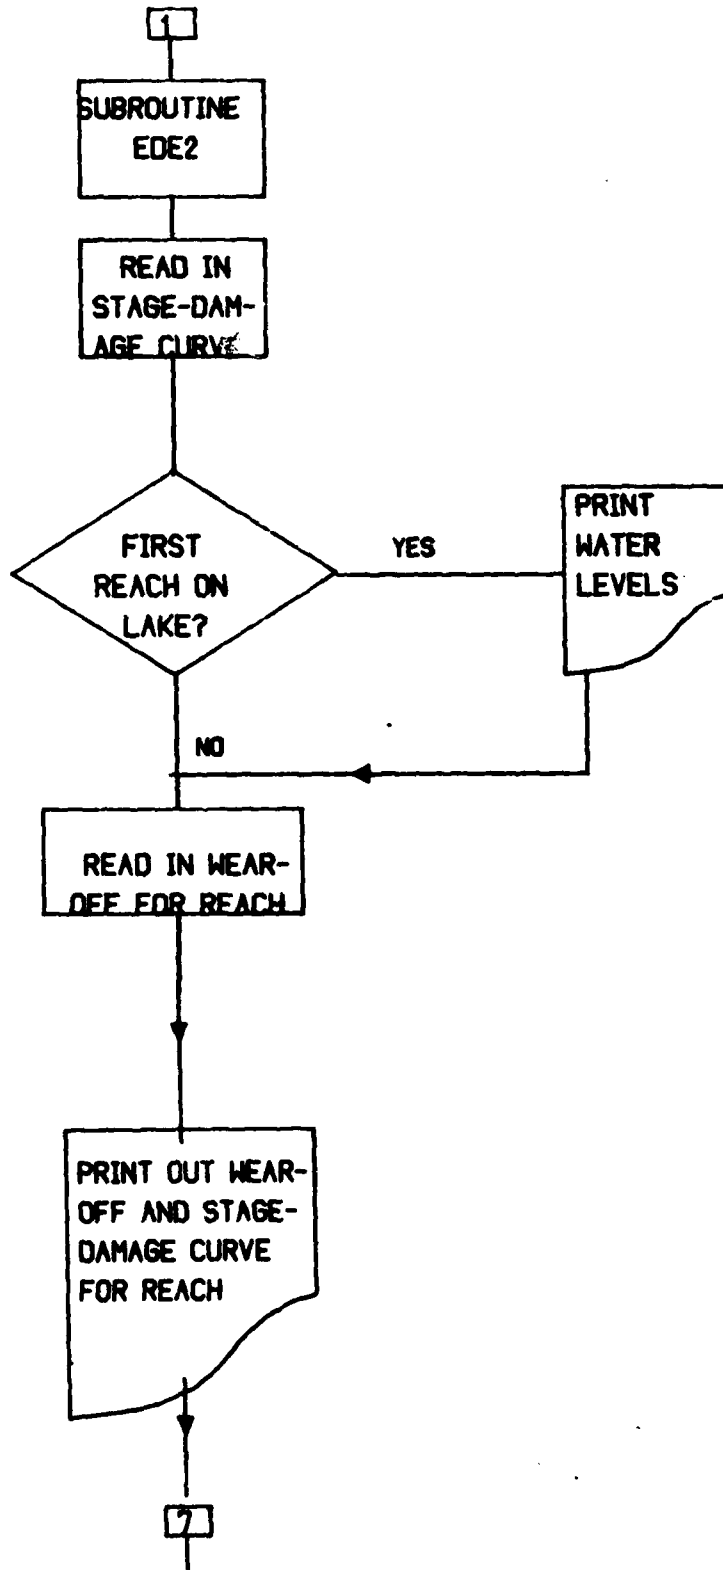 1
SUBROUTINE
EDE2
READ IN
STAGE-DAM-
AGE CURVE
FIRST
REACH ON
LAKE?
YES
PRINT
WATER
LEVELS
NO
READ IN WEAR-
OFF FOR REACH
PRINT OUT WEAR-
OFF AND STAGE-
DAMAGE CURVE
FOR REACH